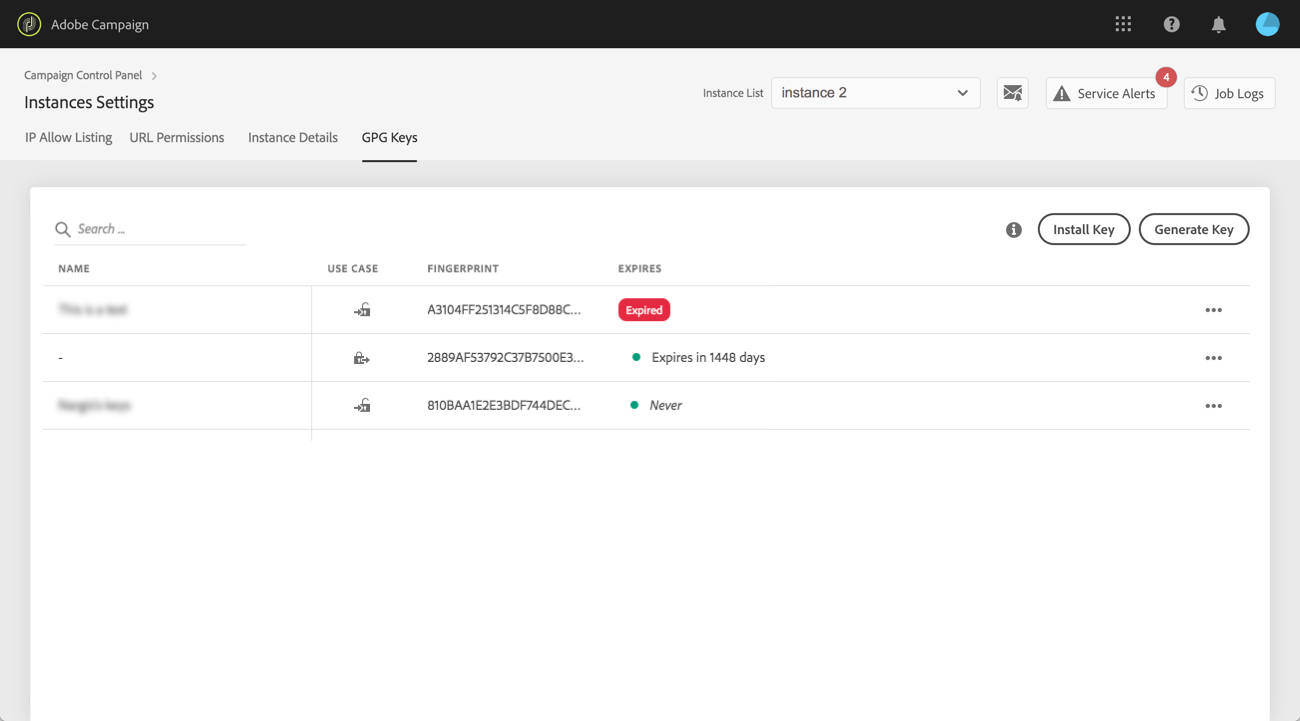 Adobe Campaign
Campaign Control Panel
Instances Settings
Instance List
instance 2
4
Service Alerts
Job Logs
IP Allow Listing
URL Permissions
Instance Details
GPG Keys
Search ...
Install Key
Generate Key
NAME
USE CASE
FINGERPRINT
EXPIRES
A3104FF251314C5F8D88C...
Expired
-
2889AF53792C37B7500E3...
Expires in 1448 days
810BAA1E2E3BDF744DEC...
Never